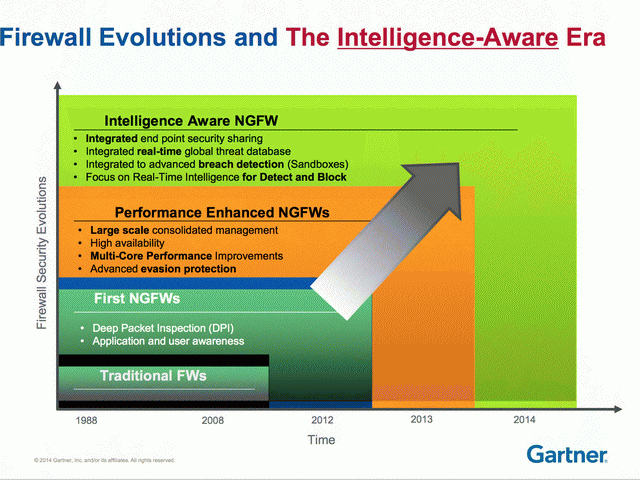 Firewall Evolutions and The Intelligence-Aware Era
Firewall Security Evolutions
Intelligence Aware NGFW
• Integrated end point security sharing
• Integrated real-time global threat database
• Integrated to advanced breach detection (Sandboxes)
• Focus on Real-Time Intelligence for Detect and Block
Performance Enhanced NGFWs
• Large scale consolidated management
• High availability
• Multi-Core Performance Improvements
• Advanced evasion protection
First NGFWs
• Deep Packet Inspection (DPI)
• Application and user awareness
Traditional FWs
1988 2008 2012 2013 2014
Time
© 2014 Gartner, Inc. and/or its affiliates. All rights reserved.
Gartner